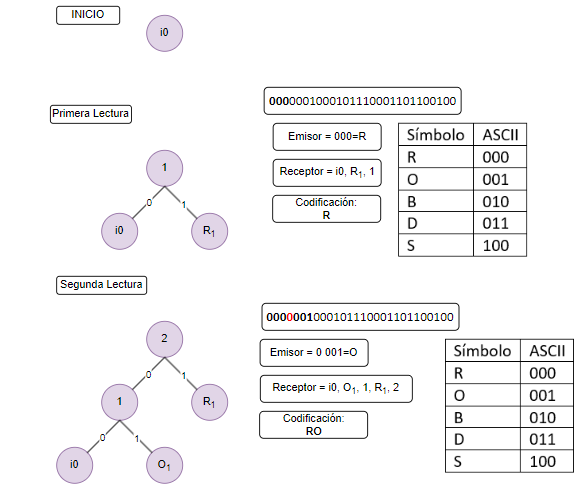 INICIO
i0
Primera Lectura
0000001000101110001101100100
Emisor = 000=R
Receptor = i0, R₁, 1
Codificación:
R
Símbolo ASCII
R 000
O 001
B 010
D 011
S 100
1
0 1
i0 R₁
Segunda Lectura
0000001000101110001101100100
Emisor = 0 001=O
Receptor = i0, O₁, 1, R₁, 2
Codificación:
RO
Símbolo ASCII
R 000
O 001
B 010
D 011
S 100
2
0 1
1 R₁
0 1
i0 O₁